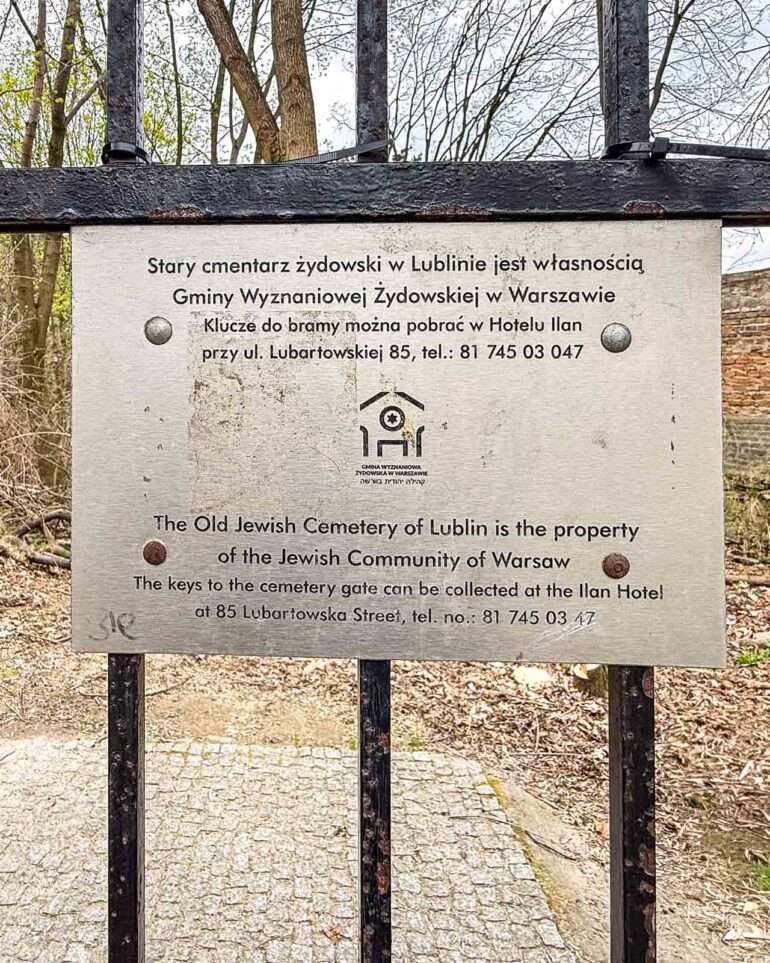 Stary cmentarz żydowski w Lublinie jest własnością
Gminy Wyznaniowej Żydowskiej w Warszawie
Klucze do bramy można pobrać w Hotelu Ilan
przy ul. Lubartowskiej 85, tel.: 81 745 03 047
GMINA WYZNANIOWA
ŻYDOWSKA W WARSZAWIE
קהילה יהודית בוורשה
The Old Jewish Cemetery of Lublin is the property
of the Jewish Community of Warsaw
The keys to the cemetery gate can be collected at the Ilan Hotel
at 85 Lubartowska Street, tel. no.: 81 745 03 47